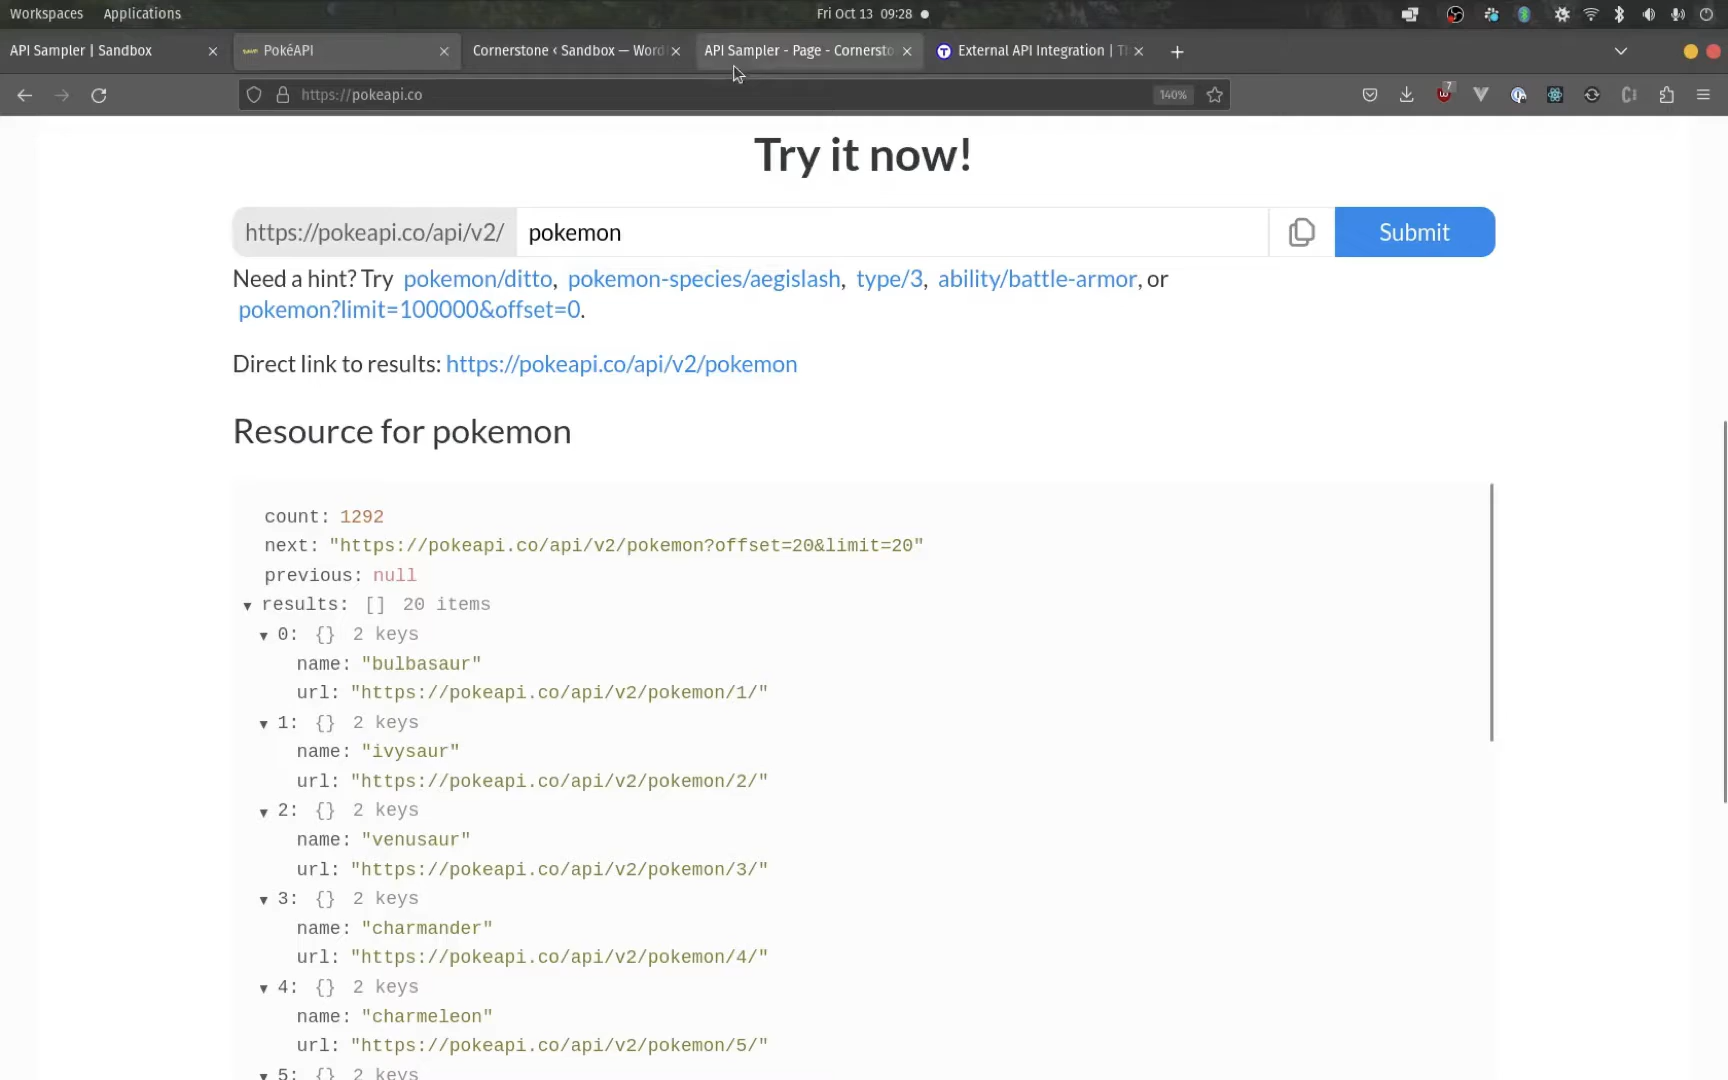 Workspaces Applications Fri Oct 13 09:28
API Sampler | Sandbox PokéAPI Cornerstone ‹ Sandbox — Word API Sampler - Page - Cornersto External API Integration | Th
https://pokeapi.co 140% 7
Try it now!
https://pokeapi.co/api/v2/ pokemon Submit
Need a hint? Try pokemon/ditto, pokemon-species/aegislash, type/3, ability/battle-armor, or
pokemon?limit=100000&offset=0.
Direct link to results: https://pokeapi.co/api/v2/pokemon
Resource for pokemon
count: 1292
next: "https://pokeapi.co/api/v2/pokemon?offset=20&limit=20"
previous: null
results: [] 20 items
0: {} 2 keys
name: "bulbasaur"
url: "https://pokeapi.co/api/v2/pokemon/1/"
1: {} 2 keys
name: "ivysaur"
url: "https://pokeapi.co/api/v2/pokemon/2/"
2: {} 2 keys
name: "venusaur"
url: "https://pokeapi.co/api/v2/pokemon/3/"
3: {} 2 keys
name: "charmander"
url: "https://pokeapi.co/api/v2/pokemon/4/"
4: {} 2 keys
name: "charmeleon"
url: "https://pokeapi.co/api/v2/pokemon/5/"
5: {} 2 keys